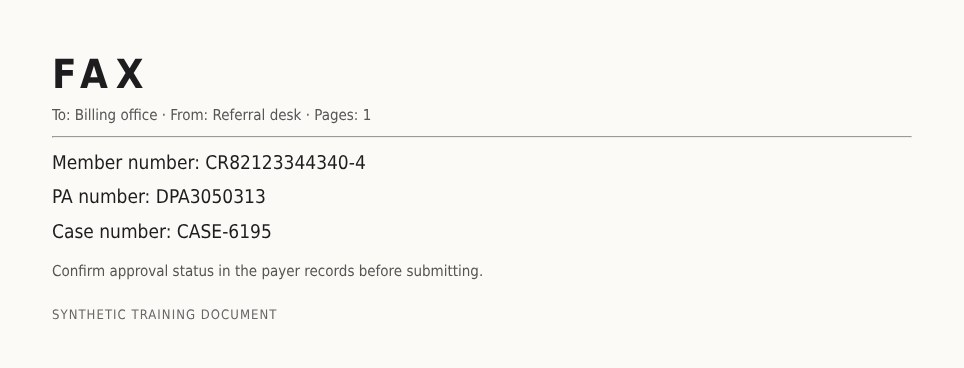 FAX
To: Billing office · From: Referral desk · Pages: 1
Member number: CR82123344340-4
PA number: DPA3050313
Case number: CASE-6195
Confirm approval status in the payer records before submitting.
SYNTHETIC TRAINING DOCUMENT